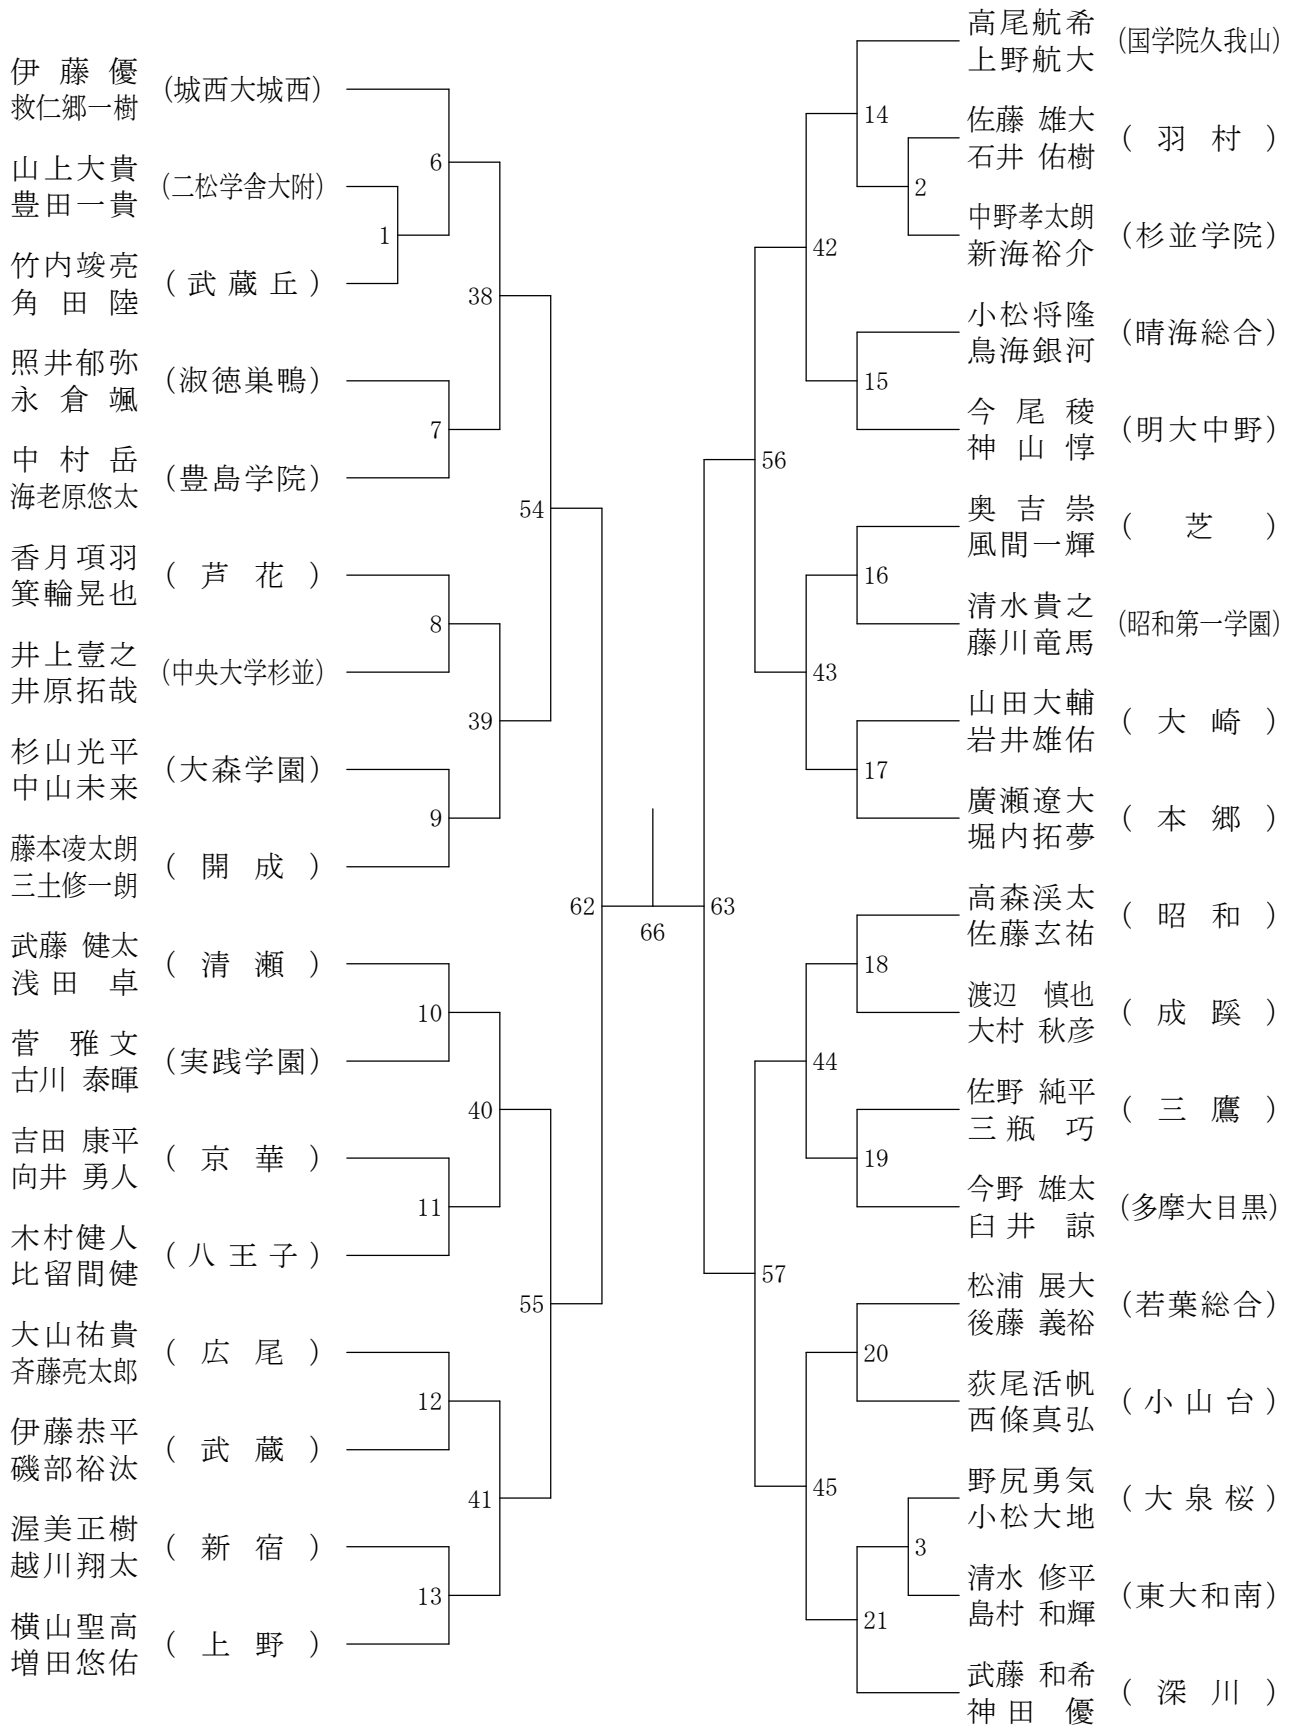 伊藤優
救仁郷一樹
(城西大城西)
山上大貴
豊田一貴
(二松学舎大附)
竹内竣亮
角田陸
(武蔵丘)
照井郁弥
永倉颯
(淑徳巣鴨)
中村岳
海老原悠太
(豊島学院)
香月項羽
箕輪晃也
(芦花)
井上壹之
井原拓哉
(中央大学杉並)
杉山光平
中山未来
(大森学園)
藤本凌太朗
三土修一朗
(開成)
武藤 健太
浅田 卓
(清瀬)
菅 雅文
古川 泰暉
(実践学園)
吉田 康平
向井 勇人
(京華)
木村健人
比留間健
(八王子)
大山祐貴
斉藤亮太郎
(広尾)
伊藤恭平
磯部裕汰
(武蔵)
渥美正樹
越川翔太
(新宿)
横山聖高
増田悠佑
(上野)
6
1
38
7
54
8
39
9
62
10
40
11
55
12
41
13
66
63
14
2
42
15
56
16
43
17
18
44
19
57
20
45
3
21
高尾航希
上野航大
(国学院久我山)
佐藤 雄大
石井 佑樹
(羽村)
中野孝太朗
新海裕介
(杉並学院)
小松将隆
鳥海銀河
(晴海総合)
今尾稜
神山惇
(明大中野)
奥吉崇
風間一輝
(芝)
清水貴之
藤川竜馬
(昭和第一学園)
山田大輔
岩井雄佑
(大崎)
廣瀬遼大
堀内拓夢
(本郷)
高森渓太
佐藤玄祐
(昭和)
渡辺 慎也
大村 秋彦
(成蹊)
佐野 純平
三瓶 巧
(三鷹)
今野 雄太
臼井 諒
(多摩大目黒)
松浦 展大
後藤 義裕
(若葉総合)
荻尾活帆
西條真弘
(小山台)
野尻勇気
小松大地
(大泉桜)
清水 修平
島村 和輝
(東大和南)
武藤 和希
神田 優
(深川)